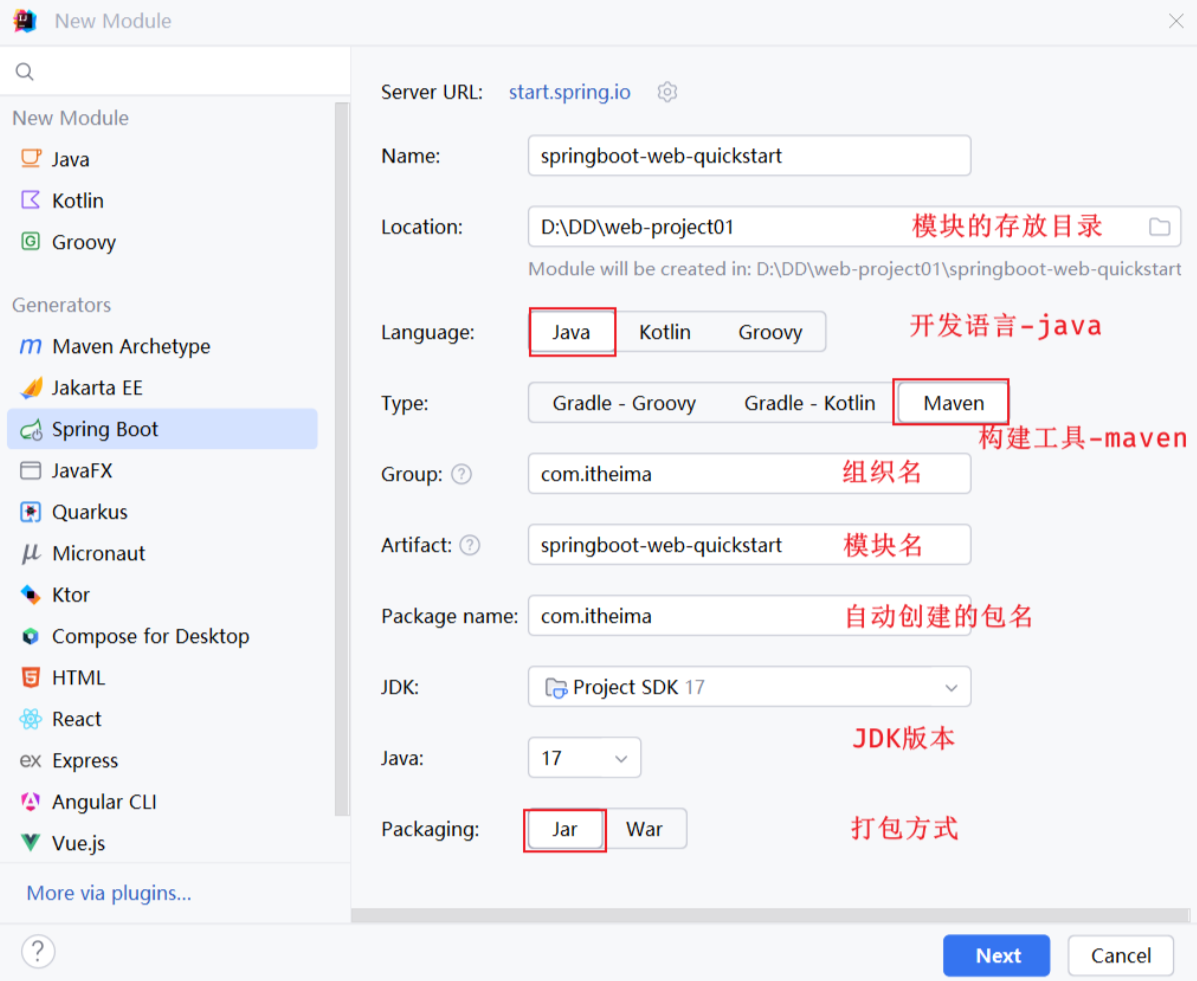 New Module
New Module
Java
Kotlin
Groovy
Generators
Maven Archetype
Jakarta EE
Spring Boot
JavaFX
Quarkus
Micronaut
Ktor
Compose for Desktop
HTML
React
ex Express
Angular CLI
Vue.js
More via plugins...
Server URL: start.spring.io
Name: springboot-web-quickstart
Location: D:\DD\web-project01 模块的存放目录
Module will be created in: D:\DD\web-project01\springboot-web-quickstart
Language: Java Kotlin Groovy 开发语言-java
Type: Gradle - Groovy Gradle - Kotlin Maven
构建工具-maven
Group: ? com.itheima 组织名
Artifact: ? springboot-web-quickstart 模块名
Package name: com.itheima 自动创建的包名
JDK: Project SDK 17
JDK版本
Java: 17
Packaging: Jar War 打包方式
? Next Cancel